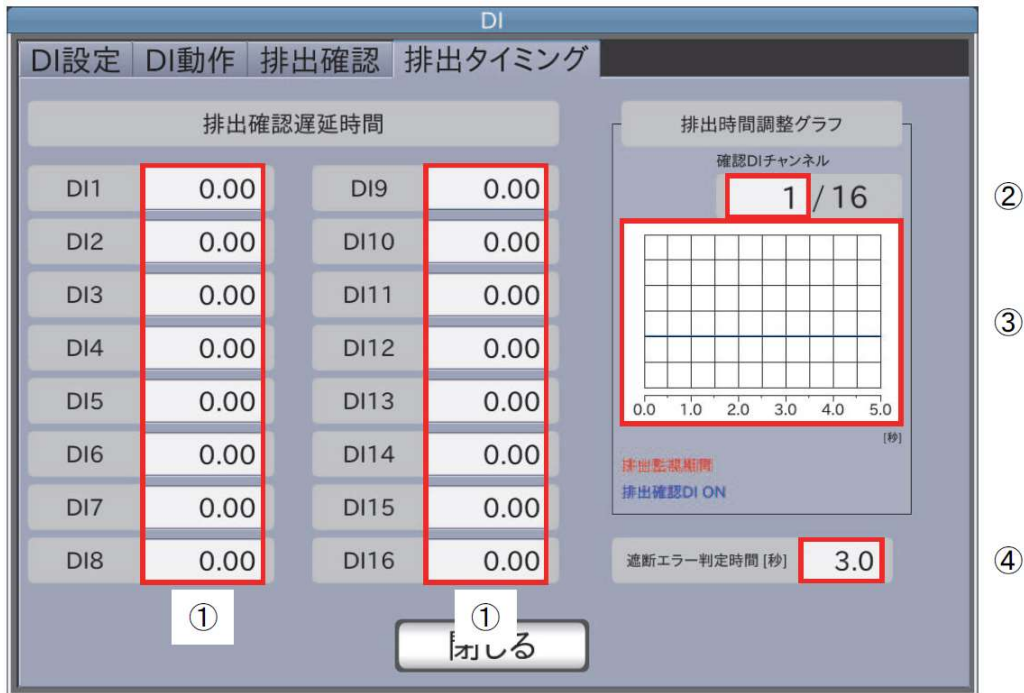 DI
DI設定 DI動作 排出確認 排出タイミング
排出確認遅延時間
DI1 0.00
DI2 0.00
DI3 0.00
DI4 0.00
DI5 0.00
DI6 0.00
DI7 0.00
DI8 0.00
①
DI9 0.00
DI10 0.00
DI11 0.00
DI12 0.00
DI13 0.00
DI14 0.00
DI15 0.00
DI16 0.00
①
排出時間調整グラフ
確認DIチャンネル
1 / 16
②
③
0.0 1.0 2.0 3.0 4.0 5.0
[秒]
排出監視期間
排出確認DI ON
遮断エラー判定時間 [秒] 3.0
④
閉じる